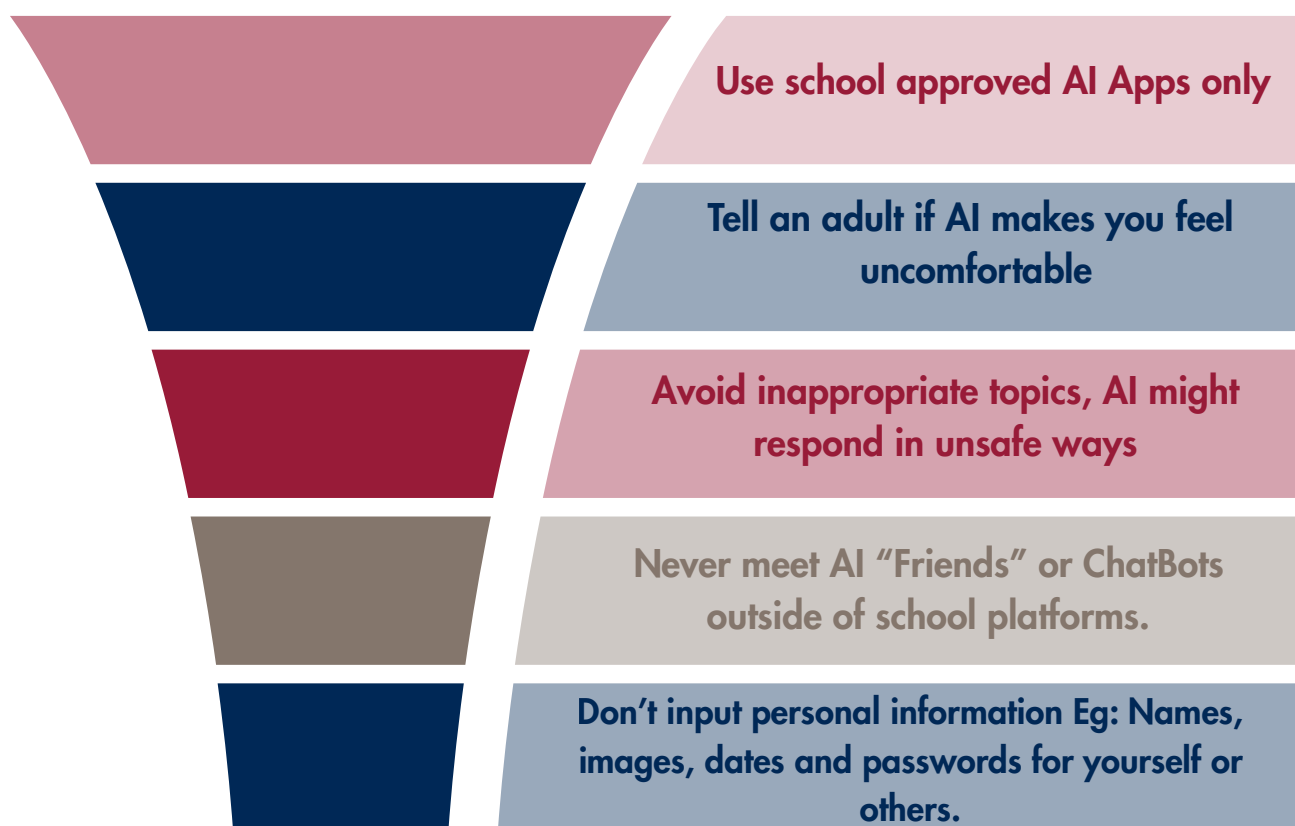 Use school approved AI Apps only
Tell an adult if AI makes you feel
uncomfortable
Avoid inappropriate topics, AI might
respond in unsafe ways
Never meet AI “Friends” or ChatBots
outside of school platforms.
Don’t input personal information Eg: Names,
images, dates and passwords for yourself or
others.